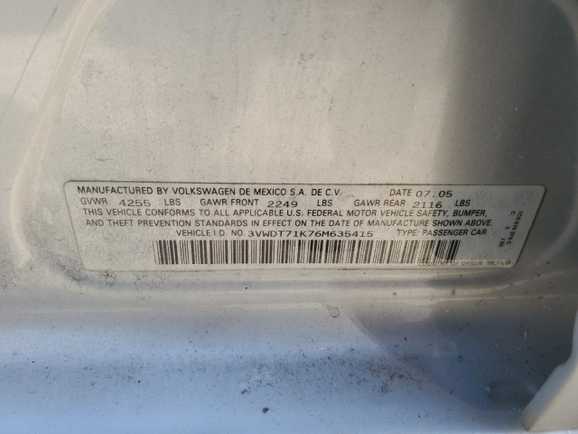 MANUFACTURED BY VOLKSWAGEN DE MEXICO S.A. DE C.V. DATE 07.05
GVWR 4255 LBS GAWR FRONT 2249 LBS GAWR REAR 2116 LBS
THIS VEHICLE CONFORMS TO ALL APPLICABLE U.S. FEDERAL MOTOR VEHICLE SAFETY, BUMPER,
AND THEFT PREVENTION STANDARDS IN EFFECT ON THE DATE OF MANUFACTURE SHOWN ABOVE.
VEHICLE I.D. NO. 3VWDT71K76M635415 TYPE: PASSENGER CAR